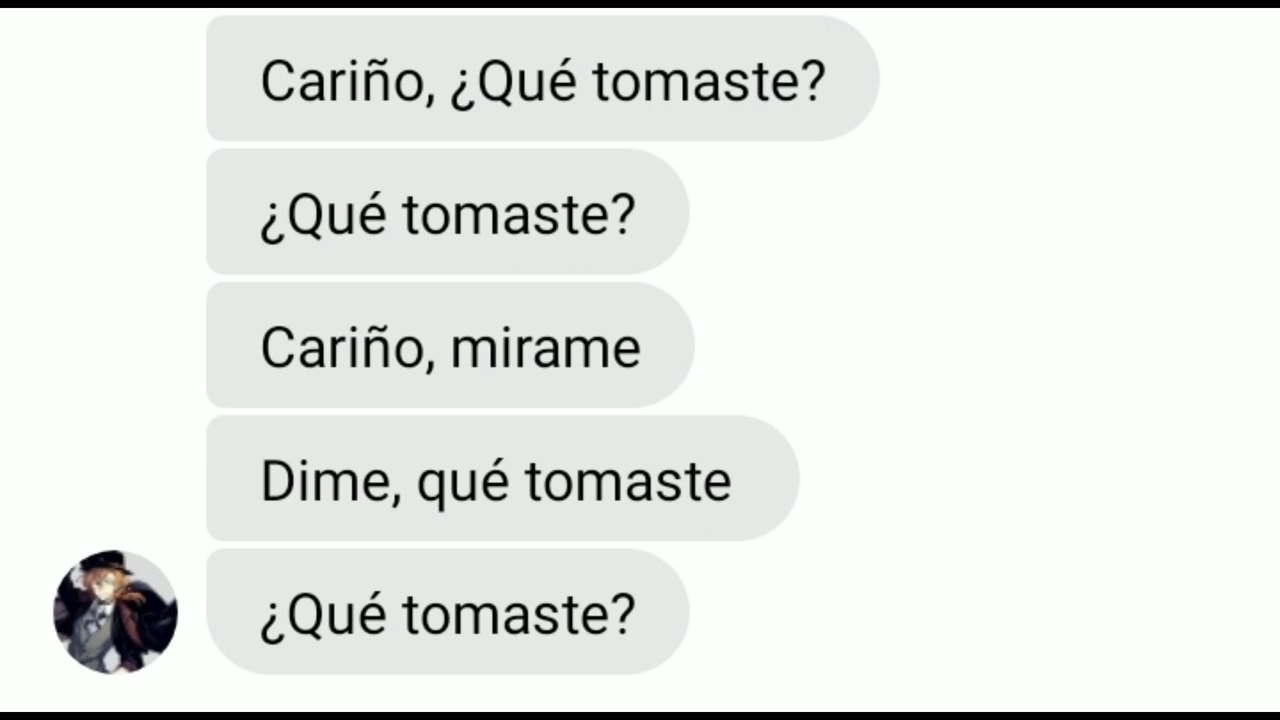 Cariño, ¿Qué tomaste?
¿Qué tomaste?
Cariño, mirame
Dime, qué tomaste
¿Qué tomaste?